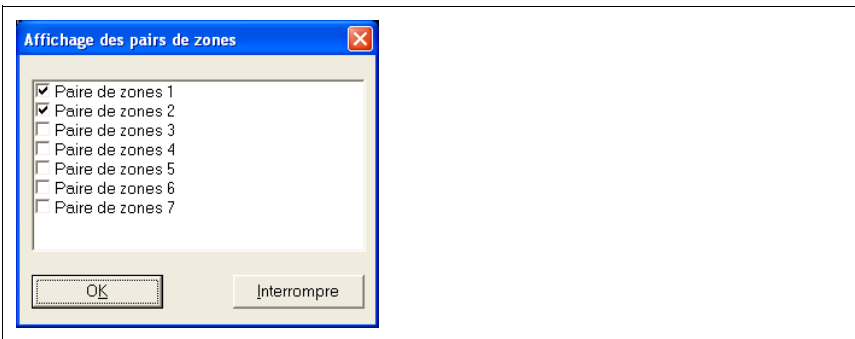 Affichage des pairs de zones
Paire de zones 1
Paire de zones 2
Paire de zones 3
Paire de zones 4
Paire de zones 5
Paire de zones 6
Paire de zones 7
OK
Interrompre